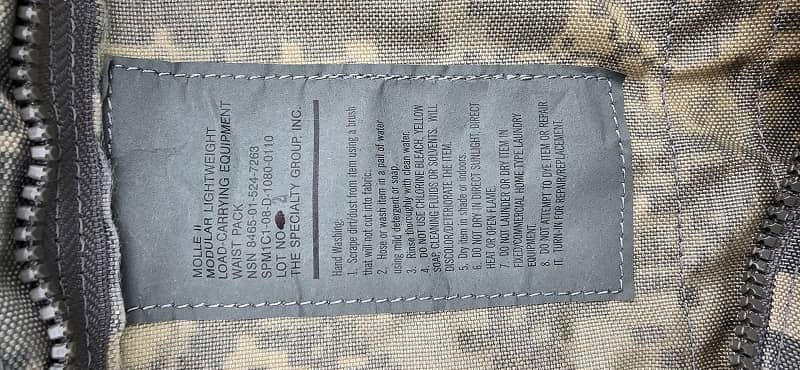 MOLLE II
MODULAR LIGHTWEIGHT
LOAD-CARRYING EQUIPMENT
WAIST PACK
NSN 8465-01-524-7263
SPM1C1-08-D-1080-0110
LOT NO 2
THE SPECIALTY GROUP, INC.
Hand Washing:
1. Scrape dirt/dust from item using a brush
that will not cut into fabric.
2. Hose or wash item in a pail of water
using mild detergent or soap.
3. Rinse thoroughly with clean water.
4. DO NOT USE CHLORINE BLEACH, YELLOW
SOAP, CLEANING FLUIDS OR SOLVENTS. WILL
DISCOLOR/DETERIORATE THE ITEM.
5. Dry item in shade or indoors.
6. DO NOT DRY IN DIRECT SUNLIGHT, DIRECT
HEAT OR OPEN FLAME.
7. DO NOT LAUNDER OR DRY ITEM IN
FIXED/COMMERICAL HOME TYPE LAUNDRY
EQUIPMENT.
8. DO NOT ATTEMPT TO DYE ITEM OR REPAIR
IT. TURN-IN FOR REPAIR/REPLACEMENT.